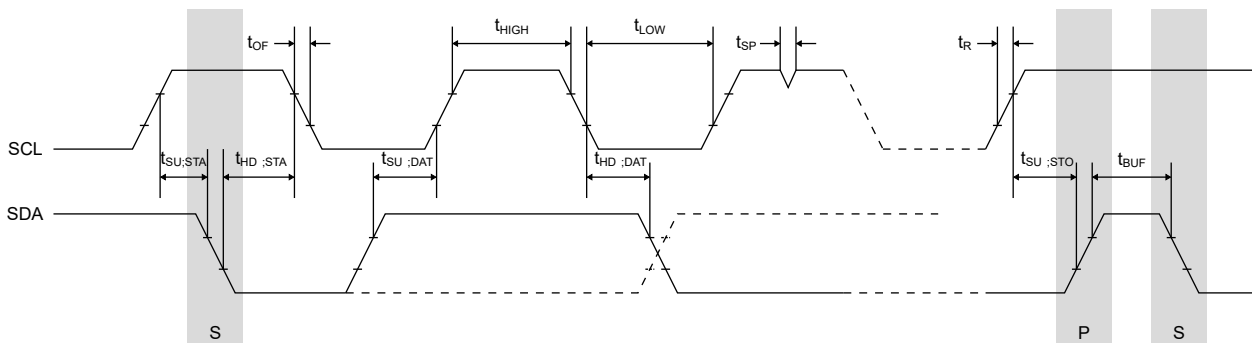 tOF
tHIGH
tLOW
tSP
tR
SCL
tSU;STA
tHD ;STA
tSU ;DAT
tHD ;DAT
tSU ;STO
tBUF
SDA
S
P
S